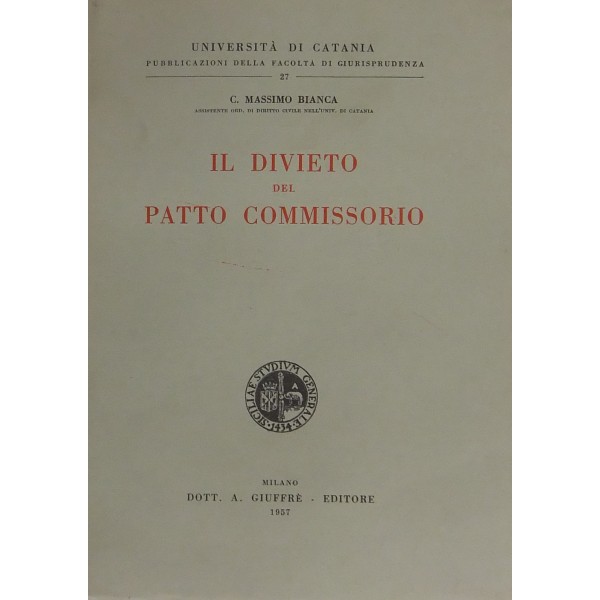 UNIVERSITÀ DI CATANIA
PUBBLICAZIONI DELLA FACOLTÀ DI GIURISPRUDENZA
27
C. MASSIMO BIANCA
ASSISTENTE ORD. DI DIRITTO CIVILE NELL'UNIV. DI CATANIA
IL DIVIETO
DEL
PATTO COMMISSORIO
SICILIAE STVDIVM GENERALE
1434
A
MILANO
DOTT. A. GIUFFRÈ - EDITORE
1957